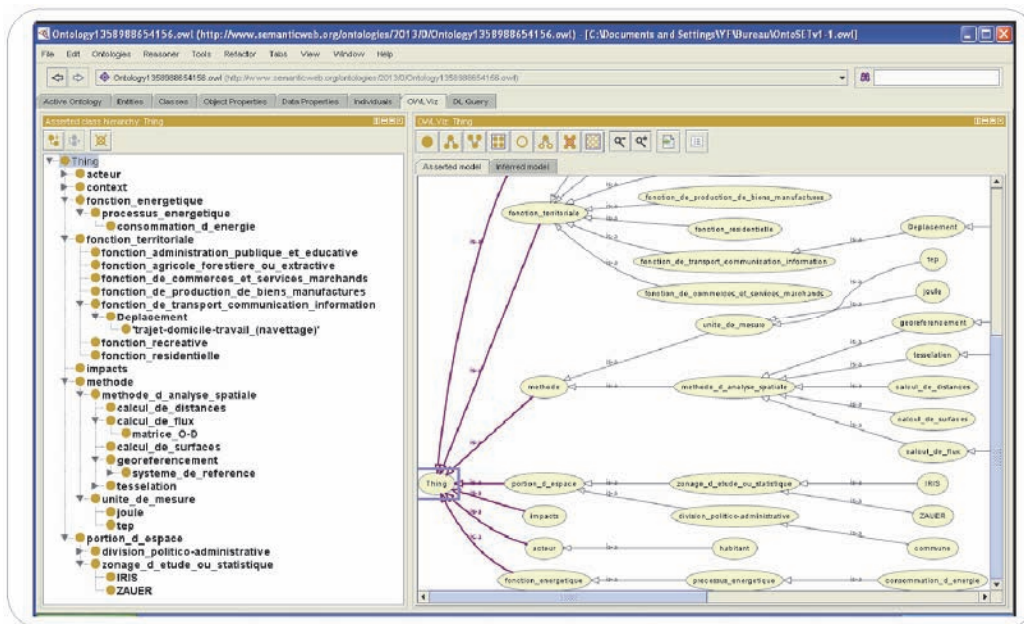 Ontology1358988654156.owl (http://www.semanticweb.org/ontologies/2013/0/Ontology1358988654156.owl) - [C:\Documents and Settings\YF\Bureau\OntoSETv1-1.owl]
File Edit Ontologies Reasoner Tools Refactor Tabs View Window Help
Ontology1358988654156.owl (http://www.semanticweb.org/ontologies/2013/0/Ontology1358988654156.owl)
Active Ontology Entities Classes Object Properties Data Properties Individuals OWLViz DL Query
Asserted class hierarchy: Thing
Thing
acteur
context
fonction_energetique
processus_energetique
consommation_d_energie
fonction_territoriale
fonction_administration_publique_et_educative
fonction_agricole_forestiere_ou_extractive
fonction_de_commerces_et_services_marchands
fonction_de_production_de_biens_manufactures
fonction_de_transport_communication_information
Deplacement
'trajet-domicile-travail_(navettage)'
fonction_recreative
fonction_residentielle
impacts
methode
methode_d_analyse_spatiale
calcul_de_distances
calcul_de_flux
matrice_O-D
calcul_de_surfaces
georeferencement
systeme_de_reference
tesselation
unite_de_mesure
joule
tep
portion_d_espace
division_politico-administrative
zonage_d_etude_ou_statistique
IRIS
ZAUER
OWLViz: Thing
Asserted model Inferred model
fonction_de_production_de_biens_manufactures
fonction_territoriale
fonction_residentielle
Deplacement
fonction_de_transport_communication_information
tep
fonction_de_commerces_et_services_marchands
joule
unite_de_mesure
georeferencement
tesselation
methode
methode_d_analyse_spatiale
calcul_de_distances
calcul_de_surfaces
calcul_de_flux
Thing
portion_d_espace
zonage_d_etude_ou_statistique
IRIS
impacts
division_politico-administrative
ZAUER
acteur
habitant
commune
fonction_energetique
processus_energetique
consommation_d_energie